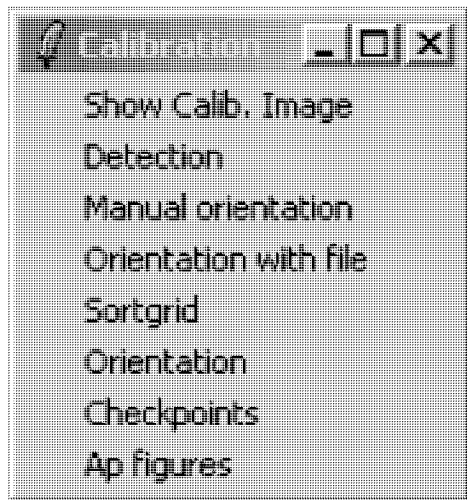 Calibration
Show Calib. Image
Detection
Manual orientation
Orientation with file
Sortgrid
Orientation
Checkpoints
Ap figures